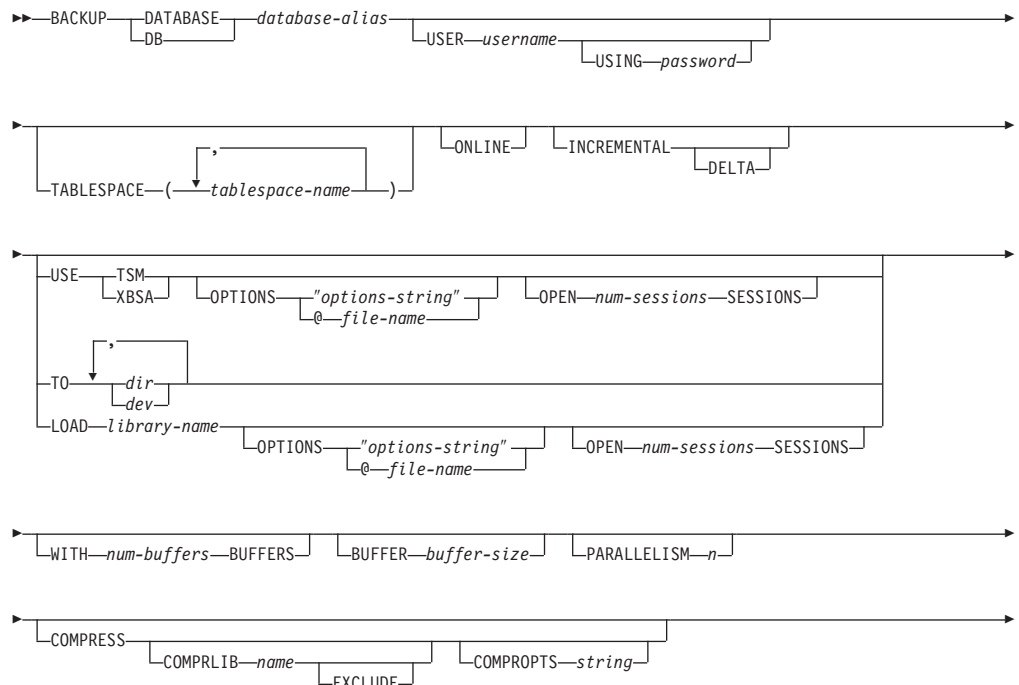 BACKUP DATABASE database-alias
DB USER username
USING password
,
ONLINE INCREMENTAL
TABLESPACE ( tablespace-name ) DELTA
USE TSM
XBSA OPTIONS "options-string" OPEN num-sessions SESSIONS
@ file-name
,
TO dir
dev
LOAD library-name
OPTIONS "options-string" OPEN num-sessions SESSIONS
@ file-name
WITH num-buffers BUFFERS BUFFER buffer-size PARALLELISM n
COMPRESS
COMPRLIB name COMPROPTS string
EXCLUDE